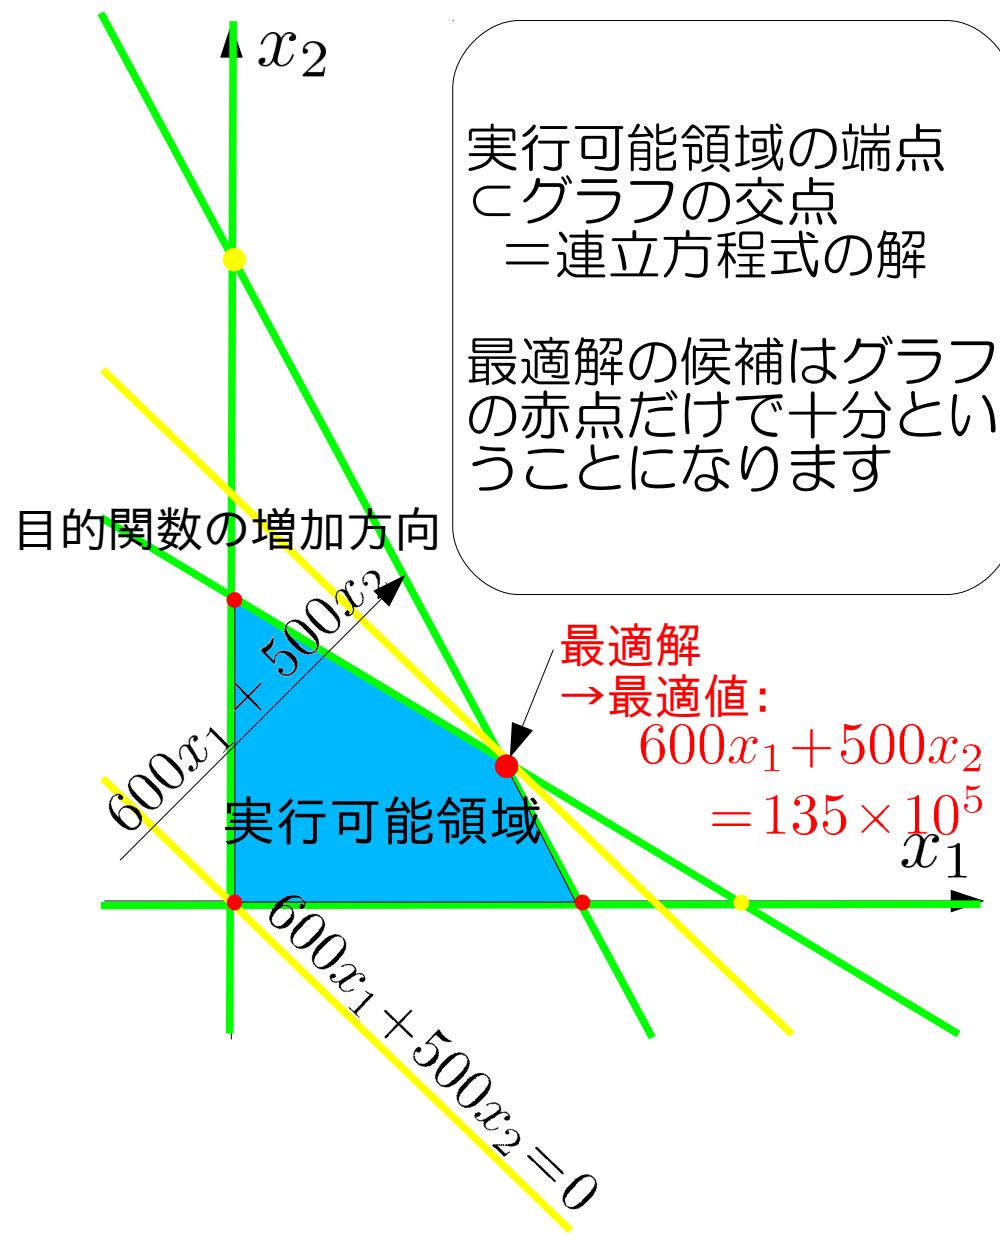 x₂
実行可能領域の端点
⊂グラフの交点
＝連立方程式の解
最適解の候補はグラフ
の赤点だけで十分とい
うことになります
目的関数の増加方向
600x₁+500x₂
最適解
→最適値:
600x₁+500x₂
=135×10⁵
実行可能領域
x₁
600x₁+500x₂=0